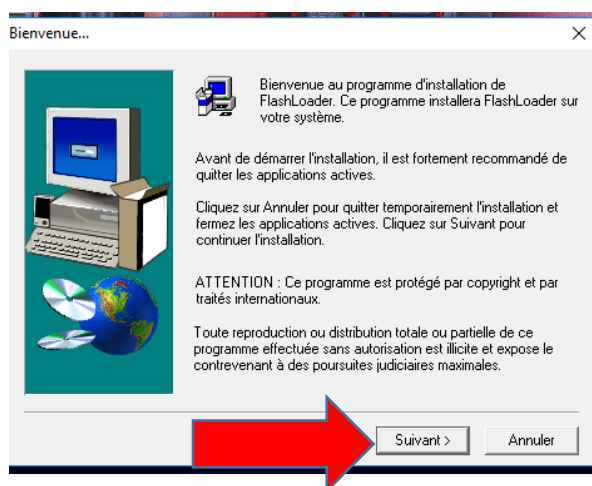 Bienvenue...
Bienvenue au programme d'installation de
FlashLoader. Ce programme installera FlashLoader sur
votre système.
Avant de démarrer l'installation, il est fortement recommandé de
quitter les applications actives.
Cliquez sur Annuler pour quitter temporairement l'installation et
fermez les applications actives. Cliquez sur Suivant pour
continuer l'installation.
ATTENTION : Ce programme est protégé par copyright et par
traités internationaux.
Toute reproduction ou distribution totale ou partielle de ce
programme effectuée sans autorisation est illicite et expose le
contrevenant à des poursuites judiciaires maximales.
Suivant >
Annuler